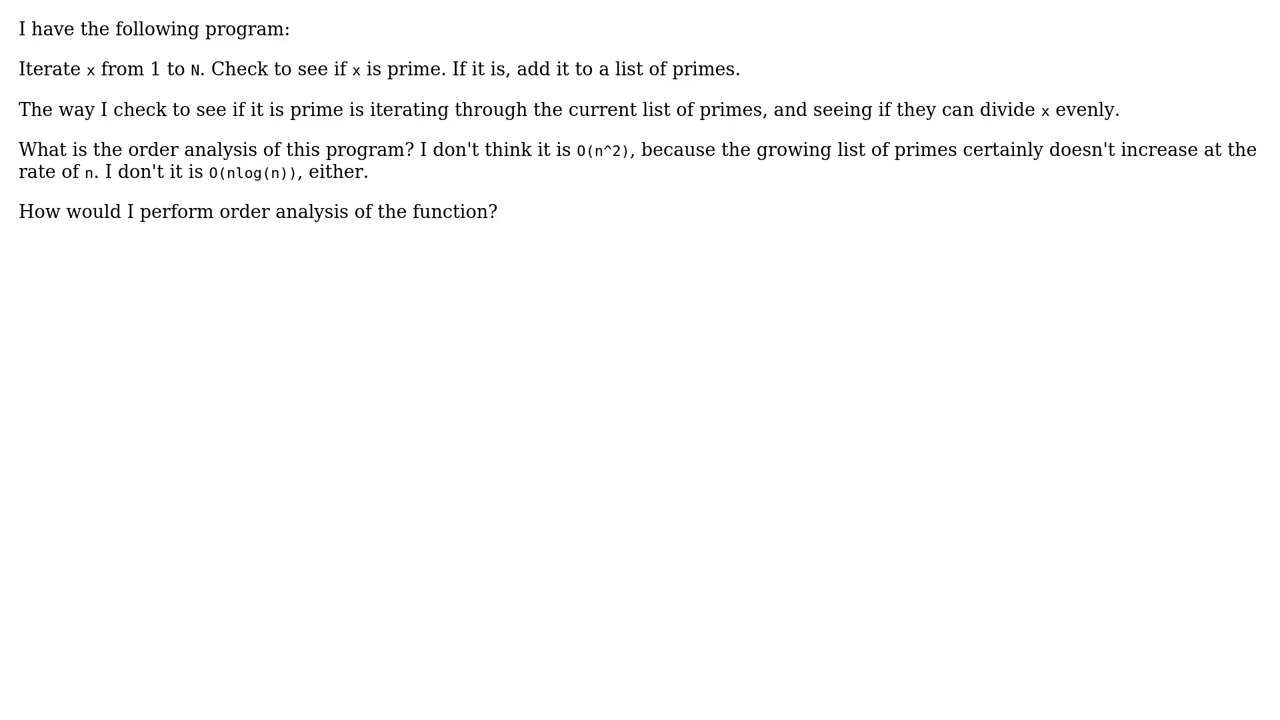 I have the following program:
Iterate x from 1 to N. Check to see if x is prime. If it is, add it to a list of primes.
The way I check to see if it is prime is iterating through the current list of primes, and seeing if they can divide x evenly.
What is the order analysis of this program? I don't think it is O(n^2), because the growing list of primes certainly doesn't increase at the
rate of n. I don't it is O(nlog(n)), either.
How would I perform order analysis of the function?